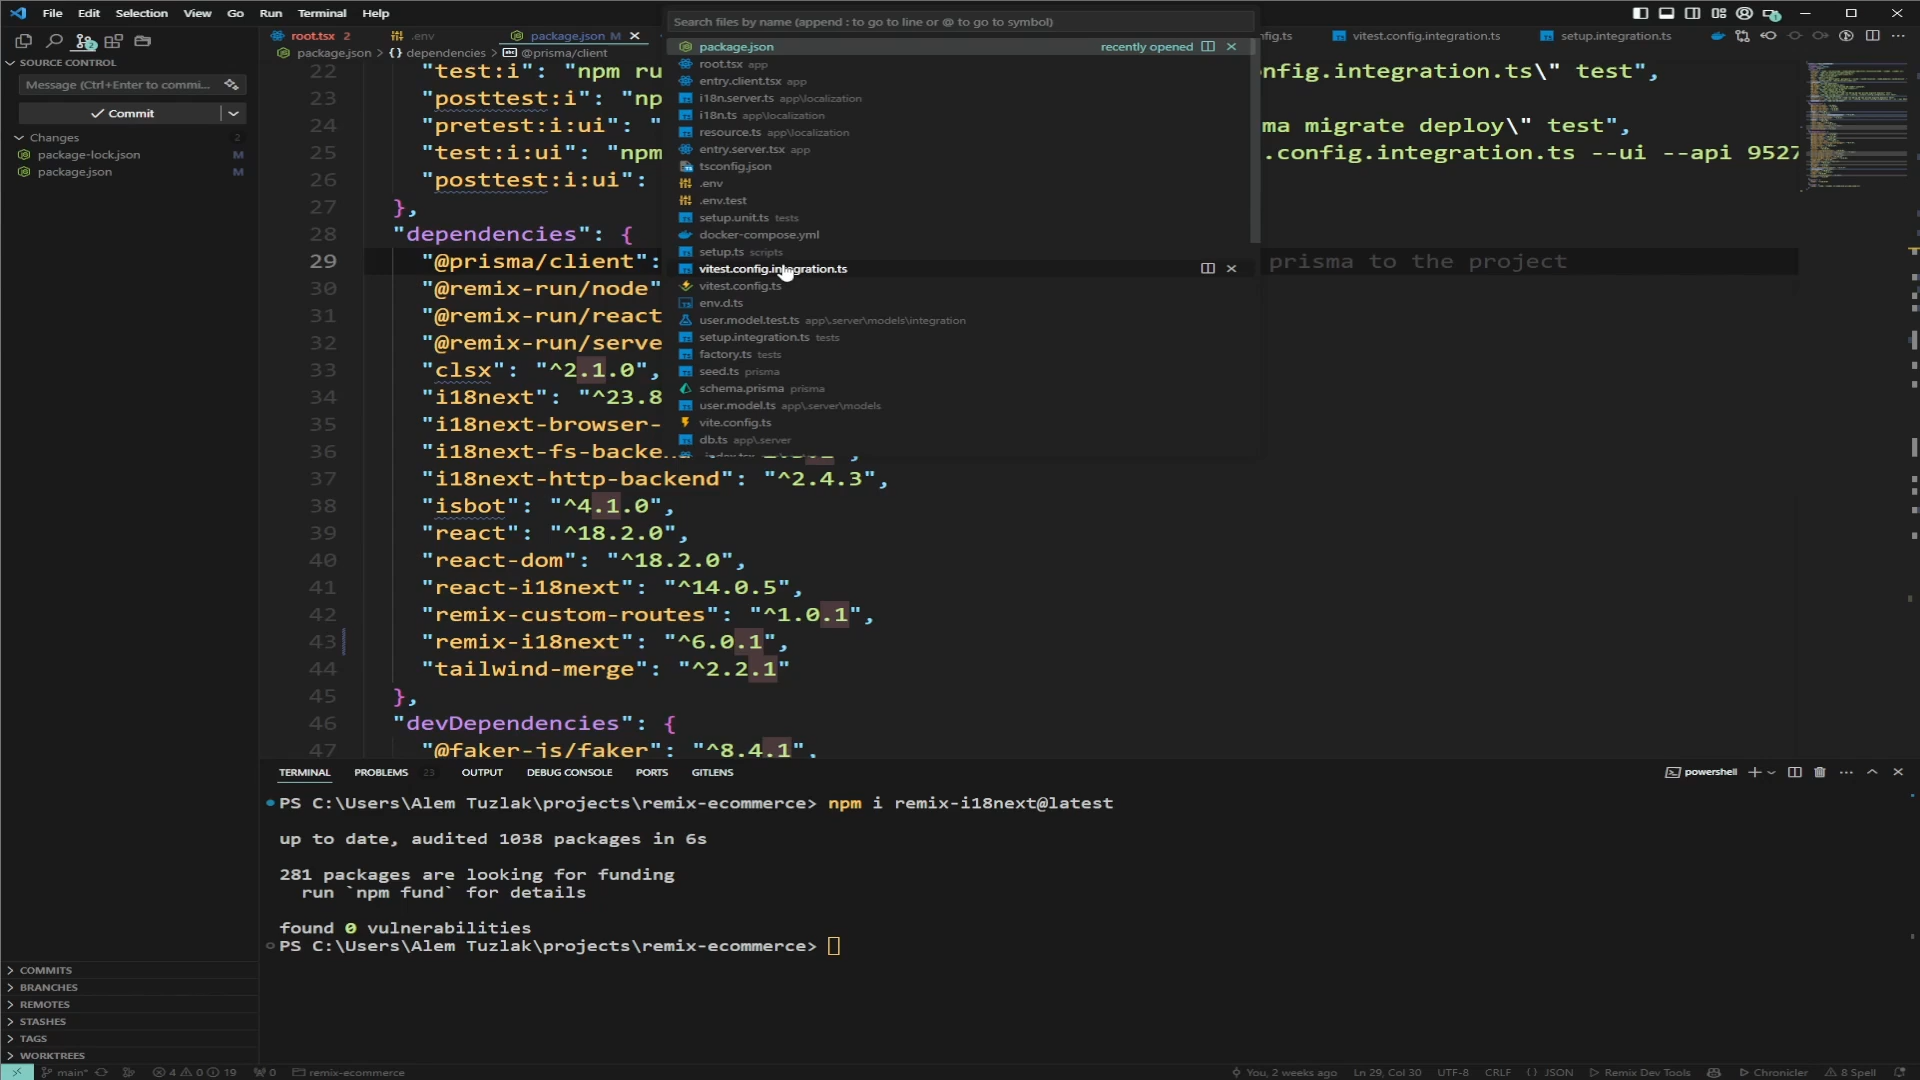 File Edit Selection View Go Run Terminal Help
Search files by name (append : to go to line or @ to go to symbol)
root.tsx 2
.env
package.json M
nfig.ts
vitest.config.integration.ts
setup.integration.ts
package.json > {} dependencies > @prisma/client
SOURCE CONTROL
Message (Ctrl+Enter to commi...
Commit
Changes 2
package-lock.json M
package.json M
COMMITS
BRANCHES
REMOTES
STASHES
TAGS
WORKTREES
package.json recently opened
root.tsx app
entry.client.tsx app
i18n.server.ts app\localization
i18n.ts app\localization
resource.ts app\localization
entry.server.tsx app
tsconfig.json
.env
.env.test
setup.unit.ts tests
docker-compose.yml
setup.ts scripts
vitest.config.integration.ts
vitest.config.ts
env.d.ts
user.model.test.ts app\.server\models\integration
setup.integration.ts tests
factory.ts tests
seed.ts prisma
schema.prisma prisma
user.model.ts app\.server\models
vite.config.ts
db.ts app\.server
22 "test:i": "npm ru nfig.integration.ts\" test",
23 "posttest:i": "np
24 "pretest:i:ui": " ma migrate deploy\" test",
25 "test:i:ui": "npm .config.integration.ts --ui --api 9527
26 "posttest:i:ui":
27 },
28 "dependencies": {
29 "@prisma/client": prisma to the project
30 "@remix-run/node"
31 "@remix-run/react
32 "@remix-run/serve
33 "clsx": "^2.1.0",
34 "i18next": "^23.8
35 "i18next-browser-
36 "i18next-fs-backe
37 "i18next-http-backend": "^2.4.3",
38 "isbot": "^4.1.0",
39 "react": "^18.2.0",
40 "react-dom": "^18.2.0",
41 "react-i18next": "^14.0.5",
42 "remix-custom-routes": "^1.0.1",
43 "remix-i18next": "^6.0.1",
44 "tailwind-merge": "^2.2.1"
45 },
46 "devDependencies": {
47 "@faker-js/faker": "^8.4.1",
TERMINAL PROBLEMS 23 OUTPUT DEBUG CONSOLE PORTS GITLENS
powershell
PS C:\Users\Alem Tuzlak\projects\remix-ecommerce> npm i remix-i18next@latest
up to date, audited 1038 packages in 6s
281 packages are looking for funding
run `npm fund` for details
found 0 vulnerabilities
PS C:\Users\Alem Tuzlak\projects\remix-ecommerce>
main* 4 0 19 0 remix-ecommerce
You, 2 weeks ago Ln 29, Col 30 UTF-8 CRLF {} JSON Remix Dev Tools Chronicler 8 Spell